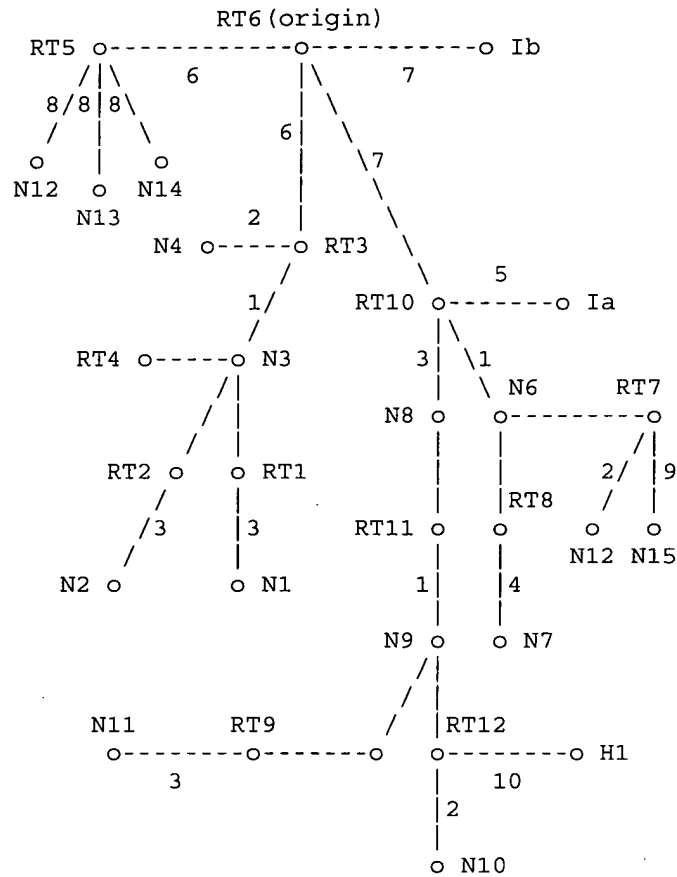 RT6(origin)
RT5 Ib
6 7
8 8 8 6 7
N12 N13 N14
2
N4 RT3
5
1 RT10 Ia
RT4 N3 3 1
N6 RT7
N8
RT2 RT1 2 9
RT8
3 3 RT11
N12 N15
N2 N1 1 4
N9 N7
N11 RT9 RT12
H1
3 10
2
N10